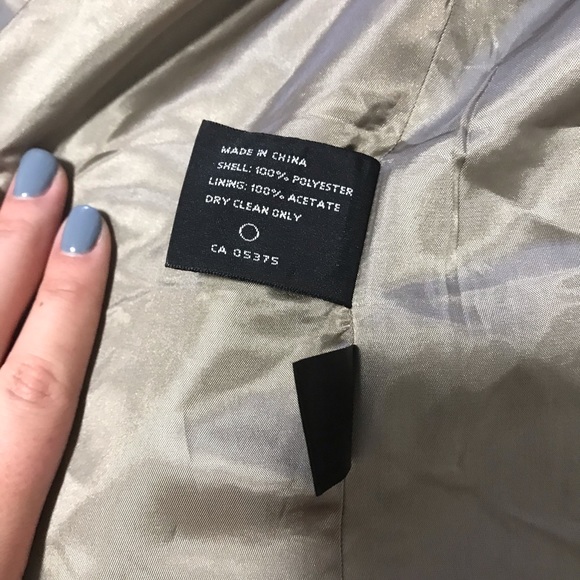 MADE IN CHINA
SHELL: 100% POLYESTER
LINING: 100% ACETATE
DRY CLEAN ONLY
CA 05375